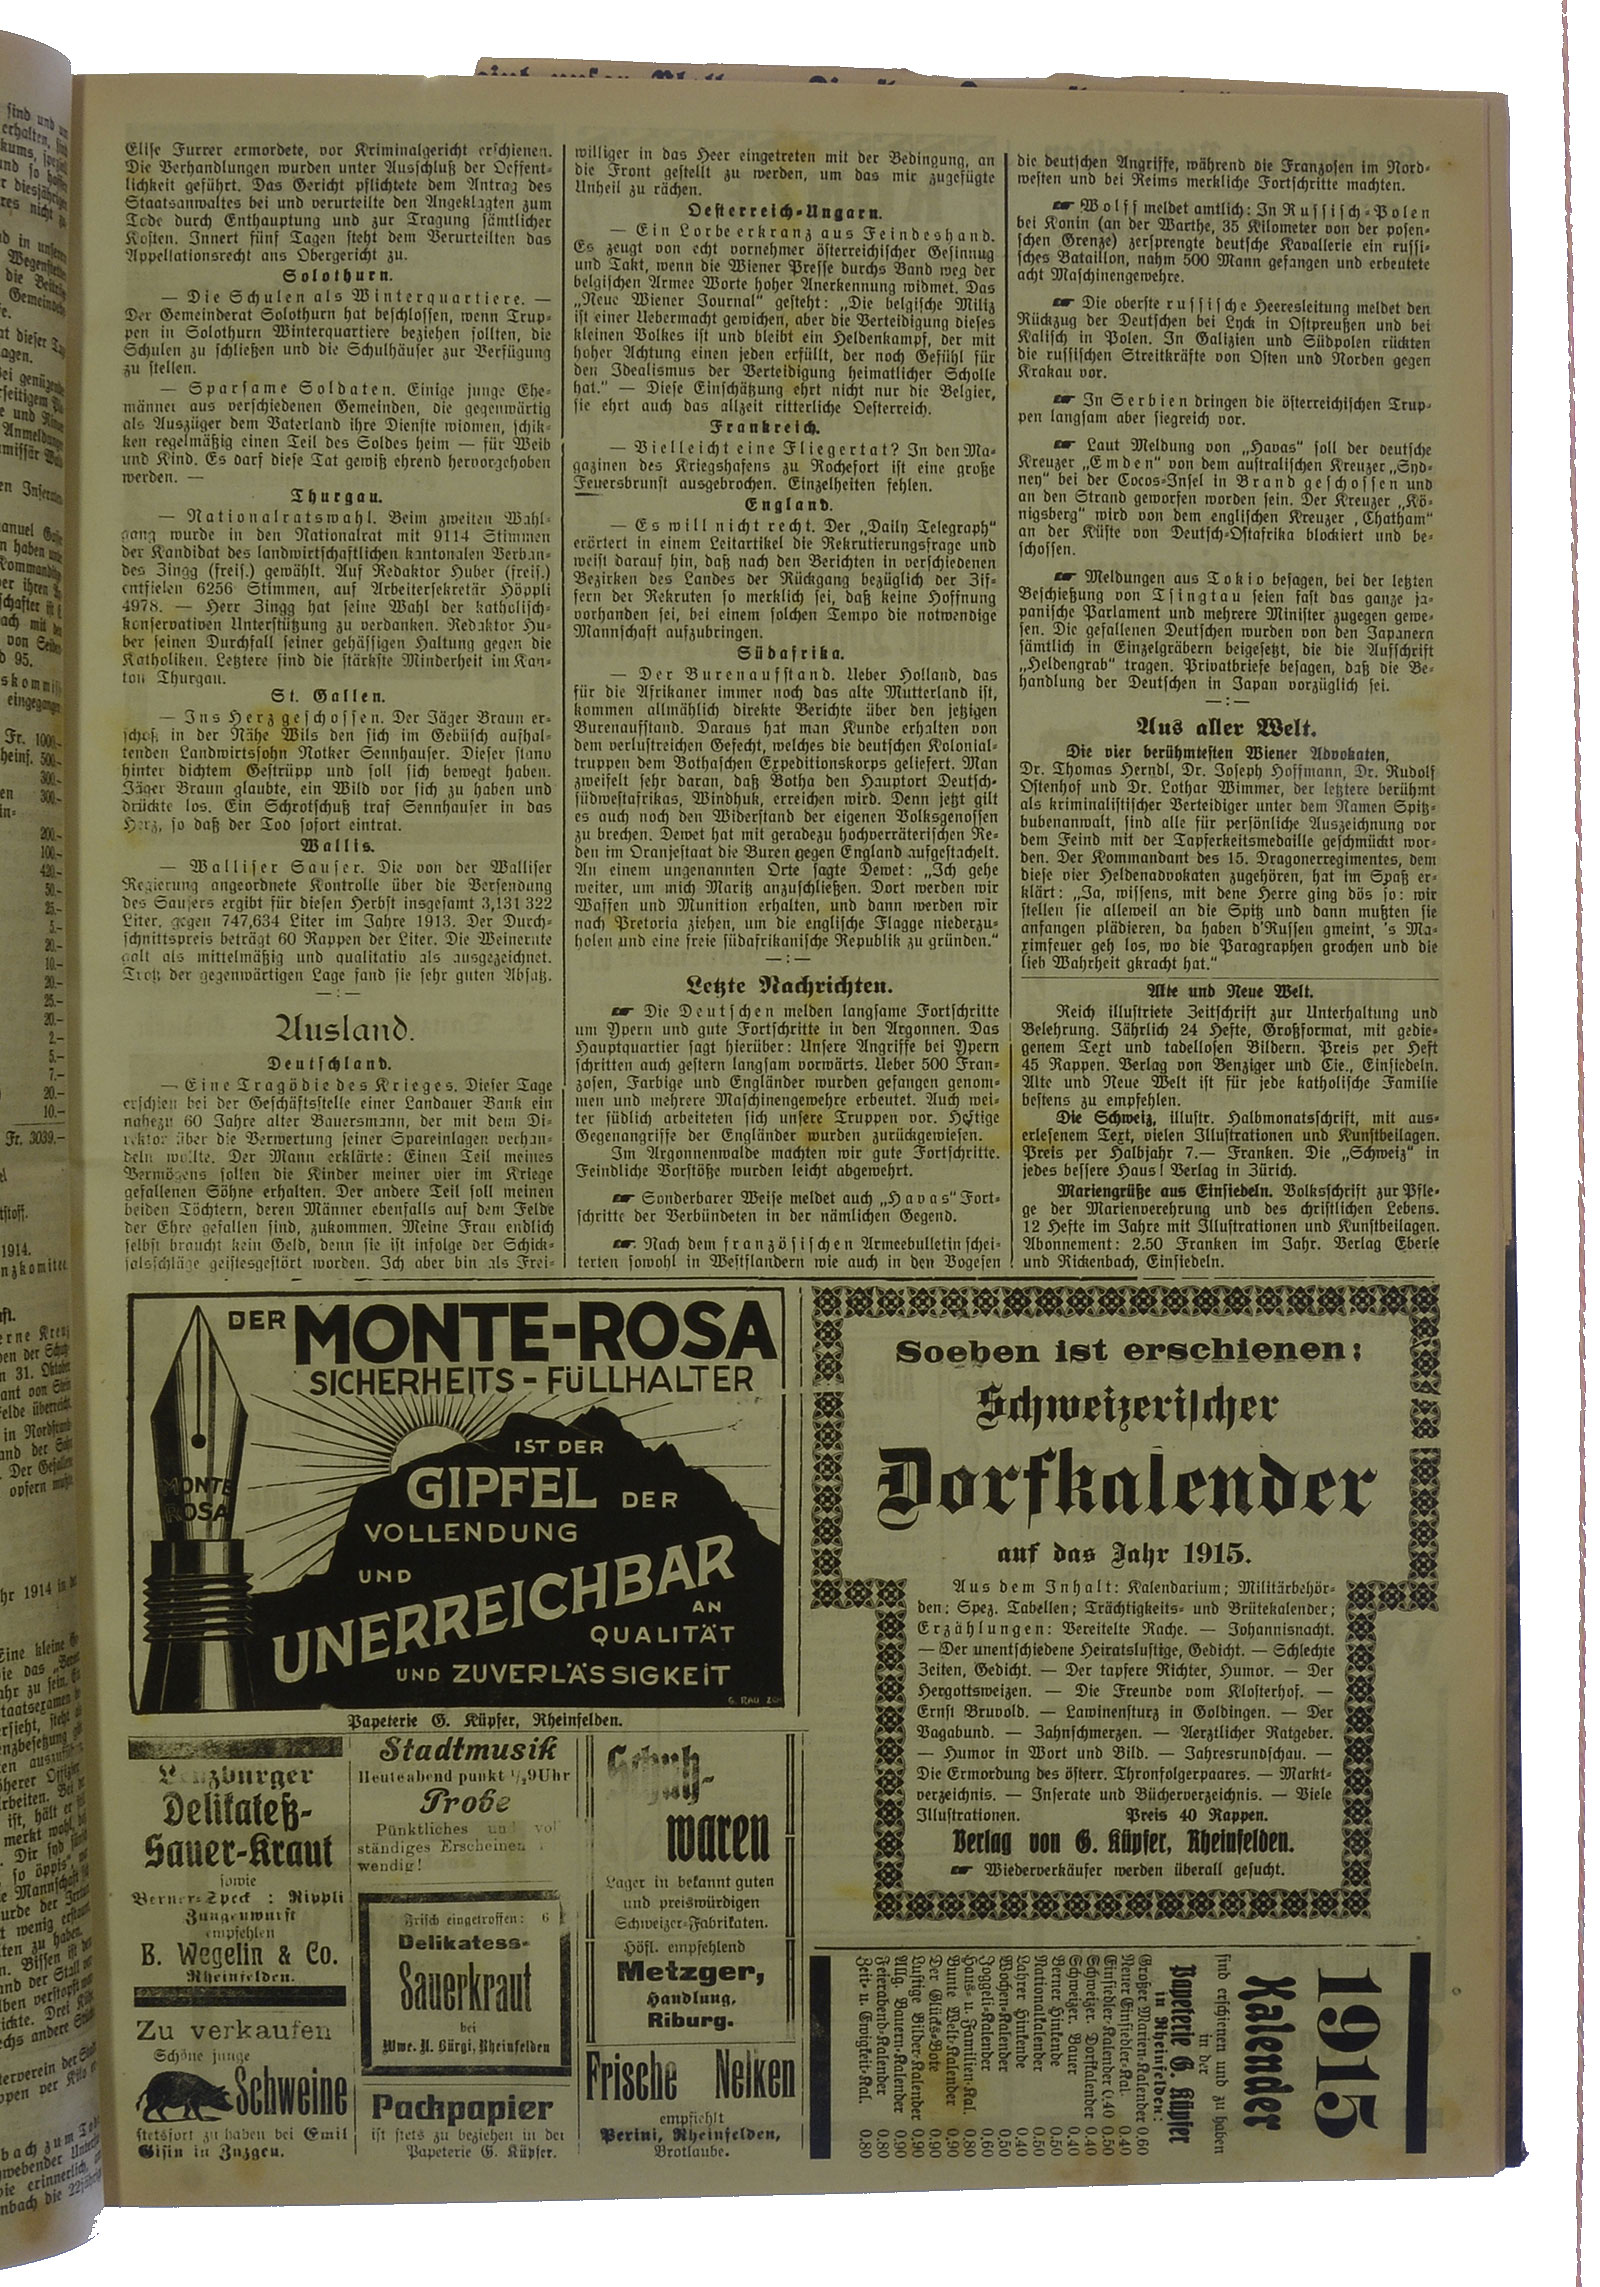 Elise Furrer ermordete, vor Kriminalgericht erschienen.
Die Verhandlungen wurden unter Ausschluß der Oeffent-
lichkeit geführt. Das Gericht pflichtete dem Antrag des
Staatsanwaltes bei und verurteilte den Angeklagten zum
Tode durch Enthauptung und zur Tragung sämtlicher
Kosten. Innert fünf Tagen steht dem Verurteilten das
Appellationsrecht ans Obergericht zu.
Solothurn.
— Die Schulen als Winterquartiere. —
Der Gemeinderat Solothurn hat beschlossen, wenn Trup-
pen in Solothurn Winterquartiere beziehen sollten, die
Schulen zu schließen und die Schulhäuser zur Verfügung
zu stellen.
— Sparsame Soldaten. Einige junge Ehe-
männer aus verschiedenen Gemeinden, die gegenwärtig
als Auszüger dem Vaterland ihre Dienste widmen, schik-
ken regelmäßig einen Teil des Soldes heim — für Weib
und Kind. Es darf diese Tat gewiß ehrend hervorgehoben
werden. —
Thurgau.
— Nationalratswahl. Beim zweiten Wahl-
gang wurde in den Nationalrat mit 9114 Stimmen
der Kandidat des landwirtschaftlichen kantonalen Verban-
des Zingg (freis.) gewählt. Auf Redaktor Huber (freis.)
entfielen 6256 Stimmen, auf Arbeitersekretär Höppli
4978. — Herr Zingg hat seine Wahl der katholisch-
konservativen Unterstützung zu verdanken. Redaktor Hu-
ber seinen Durchfall seiner gehässigen Haltung gegen die
Katholiken. Letztere sind die stärkste Minderheit im Kan-
ton Thurgau.
St. Gallen.
— Ins Herz geschossen. Der Jäger Braun er-
schoß in der Nähe Wils den sich im Gebüsch aufhal-
tenden Landwirtssohn Notker Sennhauser. Dieser stand
hinter dichtem Gestrüpp und soll sich bewegt haben.
Jäger Braun glaubte, ein Wild vor sich zu haben und
drückte los. Ein Schrotschuß traf Sennhauser in das
Herz, so daß der Tod sofort eintrat.
Wallis.
— Walliser Sauser. Die von der Walliser
Regierung angeordnete Kontrolle über die Versendung
des Sausers ergibt für diesen Herbst insgesamt 3,131 322
Liter, gegen 747,634 Liter im Jahre 1913. Der Durch-
schnittspreis beträgt 60 Rappen der Liter. Die Weinernte
galt als mittelmäßig und qualitativ als ausgezeichnet.
Trotz der gegenwärtigen Lage fand sie sehr guten Absatz.
—:—
Ausland.
Deutschland.
— Eine Tragödie des Krieges. Dieser Tage
erschien bei der Geschäftsstelle einer Landauer Bank ein
nahezu 60 Jahre alter Bauersmann, der mit dem Di-
rektor über die Verwertung seiner Spareinlagen verhan-
deln wollte. Der Mann erklärte: Einen Teil meines
Vermögens sollen die Kinder meiner vier im Kriege
gefallenen Söhne erhalten. Der andere Teil soll meinen
beiden Töchtern, deren Männer ebenfalls auf dem Felde
der Ehre gefallen sind, zukommen. Meine Frau endlich
selbst braucht kein Geld, denn sie ist infolge der Schick-
salsschläge geistesgestört worden. Ich aber bin als Frei-
williger in das Heer eingetreten mit der Bedingung, an
die Front gestellt zu werden, um das mir zugefügte
Unheil zu rächen.
Oesterreich-Ungarn.
— Ein Lorbeerkranz aus Feindeshand.
Es zeugt von echt vornehmer österreichischer Gesinnug
und Takt, wenn die Wiener Presse durchs Band weg der
belgischen Armee Worte hoher Anerkennung widmet. Das
„Neue Wiener Journal“ gesteht: „Die belgische Miliz
ist einer Uebermacht gewichen, aber die Verteidigung dieses
kleinen Volkes ist und bleibt ein Heldenkampf, der mit
hoher Achtung einen jeden erfüllt, der noch Gefühl für
den Idealismus der Verteidigung heimatlicher Scholle
hat.“ — Diese Einschätzung ehrt nicht nur die Belgier,
sie ehrt auch das allzeit ritterliche Oesterreich.
Frankreich.
— Vielleicht eine Fliegertat? In den Ma-
gazinen des Kriegshafens zu Rochefort ist eine große
Feuersbrunst ausgebrochen. Einzelheiten fehlen.
England.
— Es will nicht recht. Der „Daily Telegraph“
erörtert in einem Leitartikel die Rekrutierungsfrage und
weist darauf hin, daß nach den Berichten in verschiedenen
Bezirken des Landes der Rückgang bezüglich der Zif-
fern der Rekruten so merklich sei, daß keine Hoffnung
vorhanden sei, bei einem solchen Tempo die notwendige
Mannschaft aufzubringen.
Südafrika.
— Der Burenaufstand. Ueber Holland, das
für die Afrikaner immer noch das alte Mutterland ist,
kommen allmählich direkte Berichte über den jetzigen
Burenaufstand. Daraus hat man Kunde erhalten von
dem verlustreichen Gefecht, welches die deutschen Kolonial-
truppen dem Bothaschen Expeditionskorps geliefert. Man
zweifelt sehr daran, daß Botha den Hauptort Deutsch-
südwestafrikas, Windhuk, erreichen wird. Denn jetzt gilt
es auch noch den Widerstand der eigenen Volksgenossen
zu brechen. Dewet hat mit geradezu hochverräterischen Re-
den im Oranjestaat die Buren gegen England aufgestachelt.
An einem ungenannten Orte sagte Dewet: „Ich gehe
weiter, um mich Maritz anzuschließen. Dort werden wir
Waffen und Munition erhalten, und dann werden wir
nach Pretoria ziehen, um die englische Flagge niederzu-
holen und eine freie südafrikanische Republik zu gründen.“
—:—
Letzte Nachrichten.
☛ Die Deutschen melden langsame Fortschritte
um Ypern und gute Fortschritte in den Argonnen. Das
Hauptquartier sagt hierüber: Unsere Angriffe bei Ypern
schritten auch gestern langsam vorwärts. Ueber 500 Fran-
zosen, Farbige und Engländer wurden gefangen genom-
men und mehrere Maschinengewehre erbeutet. Auch wei-
ter südlich arbeiteten sich unsere Truppen vor. Heftige
Gegenangriffe der Engländer wurden zurückgewiesen.
Im Argonnenwalde machten wir gute Fortschritte.
Feindliche Vorstöße wurden leicht abgewehrt.
☛ Sonderbarer Weise meldet auch „Havas“ Fort-
schritte der Verbündeten in der nämlichen Gegend.
☛ Nach dem französischen Armeebulletin schei-
terten sowohl in Westflandern wie auch in den Vogesen
die deutschen Angriffe, während die Franzosen im Nord-
westen und bei Reims merkliche Fortschritte machten.
☛ Wolff meldet amtlich: In Russisch-Polen
bei Konin (an der Warthe, 35 Kilometer von der posen-
schen Grenze) zersprengte deutsche Kavallerie ein russi-
sches Bataillon, nahm 500 Mann gefangen und erbeutete
acht Maschinengewehre.
☛ Die oberste russische Heeresleitung meldet den
Rückzug der Deutschen bei Lyck in Ostpreußen und bei
Kalisch in Polen. In Galizien und Südpolen rückten
die russischen Streitkräfte von Osten und Norden gegen
Krakau vor.
☛ In Serbien dringen die österreichischen Trup-
pen langsam aber siegreich vor.
☛ Laut Meldung von „Havas“ soll der deutsche
Kreuzer „Emden“ von dem australischen Kreuzer „Syd-
ney“ bei der Cocos-Insel in Brand geschossen und
an den Strand geworfen worden sein. Der Kreuzer „Kö-
nigsberg“ wird von dem englischen Kreuzer „Chatham“
an der Küste von Deutsch-Ostafrika blockiert und be-
schossen.
☛ Meldungen aus Tokio besagen, bei der letzten
Beschießung von Tsingtau seien fast das ganze ja-
panische Parlament und mehrere Minister zugegen gewe-
sen. Die gefallenen Deutschen wurden von den Japanern
sämtlich in Einzelgräbern beigesetzt, die die Aufschrift
„Heldengrab“ tragen. Privatbriefe besagen, daß die Be-
handlung der Deutschen in Japan vorzüglich sei.
—:—
Aus aller Welt.
Die vier berühmtesten Wiener Advokaten,
Dr. Thomas Herndl, Dr. Joseph Hoffmann, Dr. Rudolf
Ostenhof und Dr. Lothar Wimmer, der letztere berühmt
als kriminalistischer Verteidiger unter dem Namen Spitz-
bubenanwalt, sind alle für persönliche Auszeichnung vor
dem Feind mit der Tapferkeitsmedaille geschmückt wor-
den. Der Kommandant des 15. Dragonerregimentes, dem
diese vier Heldenadvokaten zugehören, hat im Spaß er-
klärt: „Ja, wissens, mit dene Herre ging dös so: wir
stellen sie alleweil an die Spitz und dann mußten sie
anfangen plädieren, da haben d'Russen gmeint, 's Ma-
ximfeuer geh los, wo die Paragraphen grochen und die
lieb Wahrheit gkracht hat.“
Alte und Neue Welt.
Reich illustriete Zeitschrift zur Unterhaltung und
Belehrung. Jährlich 24 Hefte, Großformat, mit gedie-
genem Text und tadellosen Bildern. Preis per Heft
45 Rappen. Verlag von Benziger und Cie., Einsiedeln.
Alte und Neue Welt ist für jede katholische Familie
bestens zu empfehlen.
Die Schweiz, illustr. Halbmonatsschrift, mit aus-
erlesenem Text, vielen Illustrationen und Kunstbeilagen.
Preis per Halbjahr 7.— Franken. Die „Schweiz“ in
jedes bessere Haus! Verlag in Zürich.
Mariengrüße aus Einsiedeln. Volksschrift zur Pfle-
ge der Marienverehrung und des christlichen Lebens.
12 Hefte im Jahre mit Illustrationen und Kunstbeilagen.
Abonnement: 2.50 Franken im Jahr. Verlag Eberle
und Rickenbach, Einsiedeln.
DER MONTE-ROSA
SICHERHEITS-FÜLLHALTER
IST DER
GIPFEL DER
VOLLENDUNG
UND
UNERREICHBAR
AN
QUALITÄT
UND ZUVERLÄSSIGKEIT
MONTE
ROSA
Papeterie G. Küpfer, Rheinfelden.
Soeben ist erschienen:
Schweizerischer
Dorfkalender
auf das Jahr 1915.
Aus dem Inhalt: Kalendarium; Militärbehör-
den; Spez. Tabellen; Trächtigkeits- und Brütekalender;
Erzählungen: Vereitelte Rache. — Johannisnacht.
— Der unentschiedene Heiratslustige, Gedicht. — Schlechte
Zeiten, Gedicht. — Der tapfere Richter, Humor. — Der
Hergottsweizen. — Die Freunde vom Klosterhof. —
Ernst Bruvold. — Lawinensturz in Goldingen. — Der
Vagabund. — Zahnschmerzen. — Aerztlicher Ratgeber.
— Humor in Wort und Bild. — Jahresrundschau. —
Die Ermordung des österr. Thronfolgerpaares. — Markt-
verzeichnis. — Inserate und Bücherverzeichnis. — Viele
Illustrationen. Preis 40 Rappen.
Verlag von G. Küpfer, Rheinfelden.
☛ Wiederverkäufer werden überall gesucht.
Lenzburger
Delikateß-
Sauer-Kraut
sowie
Berner-Speck : Rippli
Zungenwurst
empfehlen
B. Wegelin & Co.
Rheinfelden.
Zu verkaufen
Schöne junge
Schweine
stetsfort zu haben bei Emil
Gisin in Zuzgen.
Stadtmusik
Heute abend punkt ½9 Uhr
Probe
Pünktliches und
ständiges Erscheinen
wendig!
Frisch eingetroffen: 6
Delikatess-
Sauerkraut
bei
Wwe. A. Bürgi, Rheinfelden
Packpapier
ist stets zu beziehen in der
Papeterie G. Küpfer.
Schuh-
waren
Lager in bekannt guten
und preiswürdigen
Schweizer-Fabrikaten.
Höfl. empfehlend
Metzger,
Handlung,
Riburg.
Frische Nelken
empfiehlt
Perini, Rheinfelden,
Brotlaube.
1915
Kalender
sind erschienen und zu haben
in der
Papeterie G. Küpfer
in Rheinfelden:
Großer Marien-Kalender 0.60
Neuer Einsiedler-Kal. 0.40
Einsiedler-Kalender 0.40 0.50
Schweizer. Dorfkalender 0.40
Schweizer. Bauer 0.40
Berner Hinkende 0.50
Nationalkalender 0.50
Lahrer Hinkende 0.40
Wochen-Kalender 0.50
Joggeli-Kalender 0.60
Haus- u. Familien-Kal.
Bunte Welt-Kalender 0.90
Der Glücks-Bote 0.90
Lustige Bilder-Kalender 0.90
Allg. Bauern-Kalender 0.90
Feierabend-Kalender 0.80
Zeit- u. Ewigkeit-Kal. 0.80